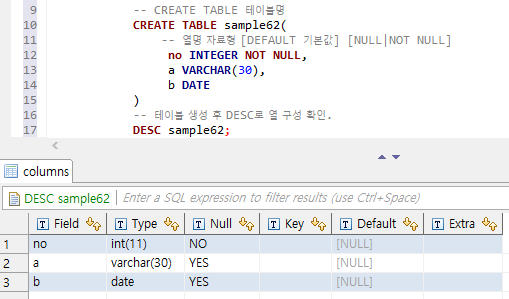 9 -- CREATE TABLE 테이블명
10 CREATE TABLE sample62(
11 -- 열명 자료형 [DEFAULT 기본값] [NULL|NOT NULL]
12 no INTEGER NOT NULL,
13 a VARCHAR(30),
14 b DATE
15 )
16 -- 테이블 생성 후 DESC로 열 구성 확인.
17 DESC sample62;
columns
DESC sample62 Enter a SQL expression to filter results (use Ctrl+Space)
T Field T Type T Null T Key T Default T Extra
1 no int(11) NO [NULL]
2 a varchar(30) YES [NULL]
3 b date YES [NULL]